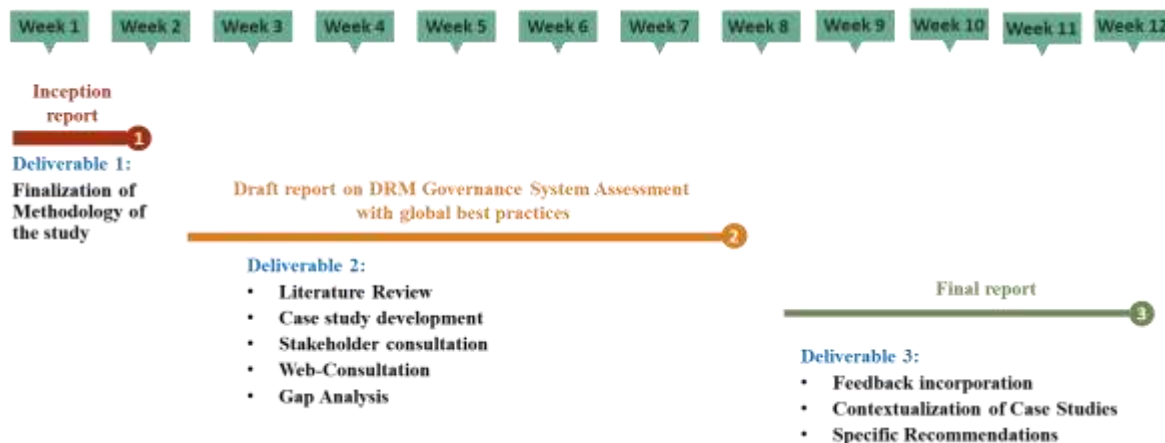 Week 1 Week 2 Week 3 Week 4 Week 5 Week 6 Week 7 Week 8 Week 9 Week 10 Week 11 Week 12
Inception
report
1
Deliverable 1:
Finalization of
Methodology of
the study
Draft report on DRM Governance System Assessment
with global best practices
2
Deliverable 2:
• Literature Review
• Case study development
• Stakeholder consultation
• Web-Consultation
• Gap Analysis
Final report
3
Deliverable 3:
• Feedback incorporation
• Contextualization of Case Studies
• Specific Recommendations